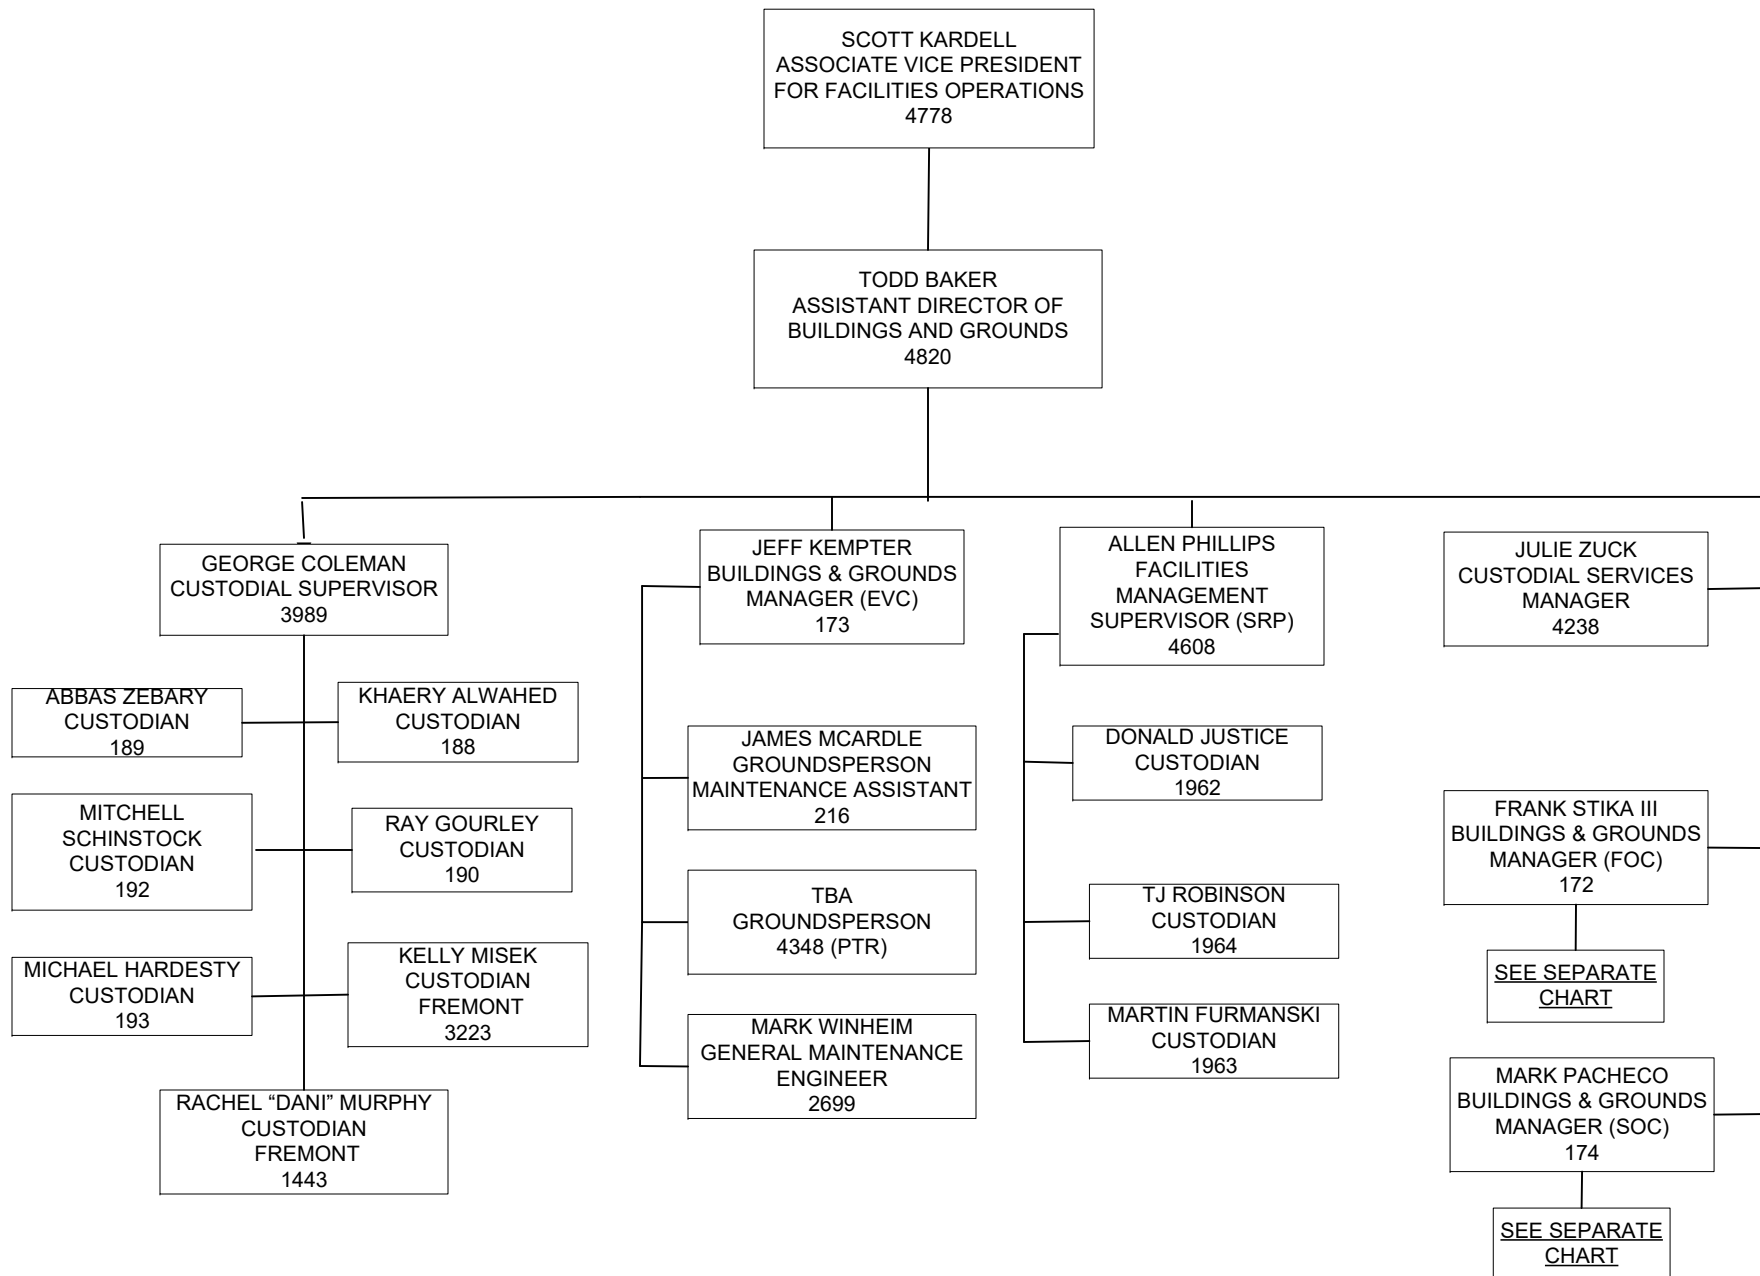 SCOTT KARDELL
ASSOCIATE VICE PRESIDENT
FOR FACILITIES OPERATIONS
4778
TODD BAKER
ASSISTANT DIRECTOR OF
BUILDINGS AND GROUNDS
4820
GEORGE COLEMAN
CUSTODIAL SUPERVISOR
3989
ABBAS ZEBARY
CUSTODIAN
189
KHAERY ALWAHED
CUSTODIAN
188
MITCHELL
SCHINSTOCK
CUSTODIAN
192
RAY GOURLEY
CUSTODIAN
190
MICHAEL HARDESTY
CUSTODIAN
193
KELLY MISEK
CUSTODIAN
FREMONT
3223
RACHEL “DANI” MURPHY
CUSTODIAN
FREMONT
1443
JEFF KEMPTER
BUILDINGS & GROUNDS
MANAGER (EVC)
173
JAMES MCARDLE
GROUNDSPERSON
MAINTENANCE ASSISTANT
216
TBA
GROUNDSPERSON
4348 (PTR)
MARK WINHEIM
GENERAL MAINTENANCE
ENGINEER
2699
ALLEN PHILLIPS
FACILITIES
MANAGEMENT
SUPERVISOR (SRP)
4608
DONALD JUSTICE
CUSTODIAN
1962
TJ ROBINSON
CUSTODIAN
1964
MARTIN FURMANSKI
CUSTODIAN
1963
JULIE ZUCK
CUSTODIAL SERVICES
MANAGER
4238
FRANK STIKA III
BUILDINGS & GROUNDS
MANAGER (FOC)
172
SEE SEPARATE
CHART
MARK PACHECO
BUILDINGS & GROUNDS
MANAGER (SOC)
174
SEE SEPARATE
CHART